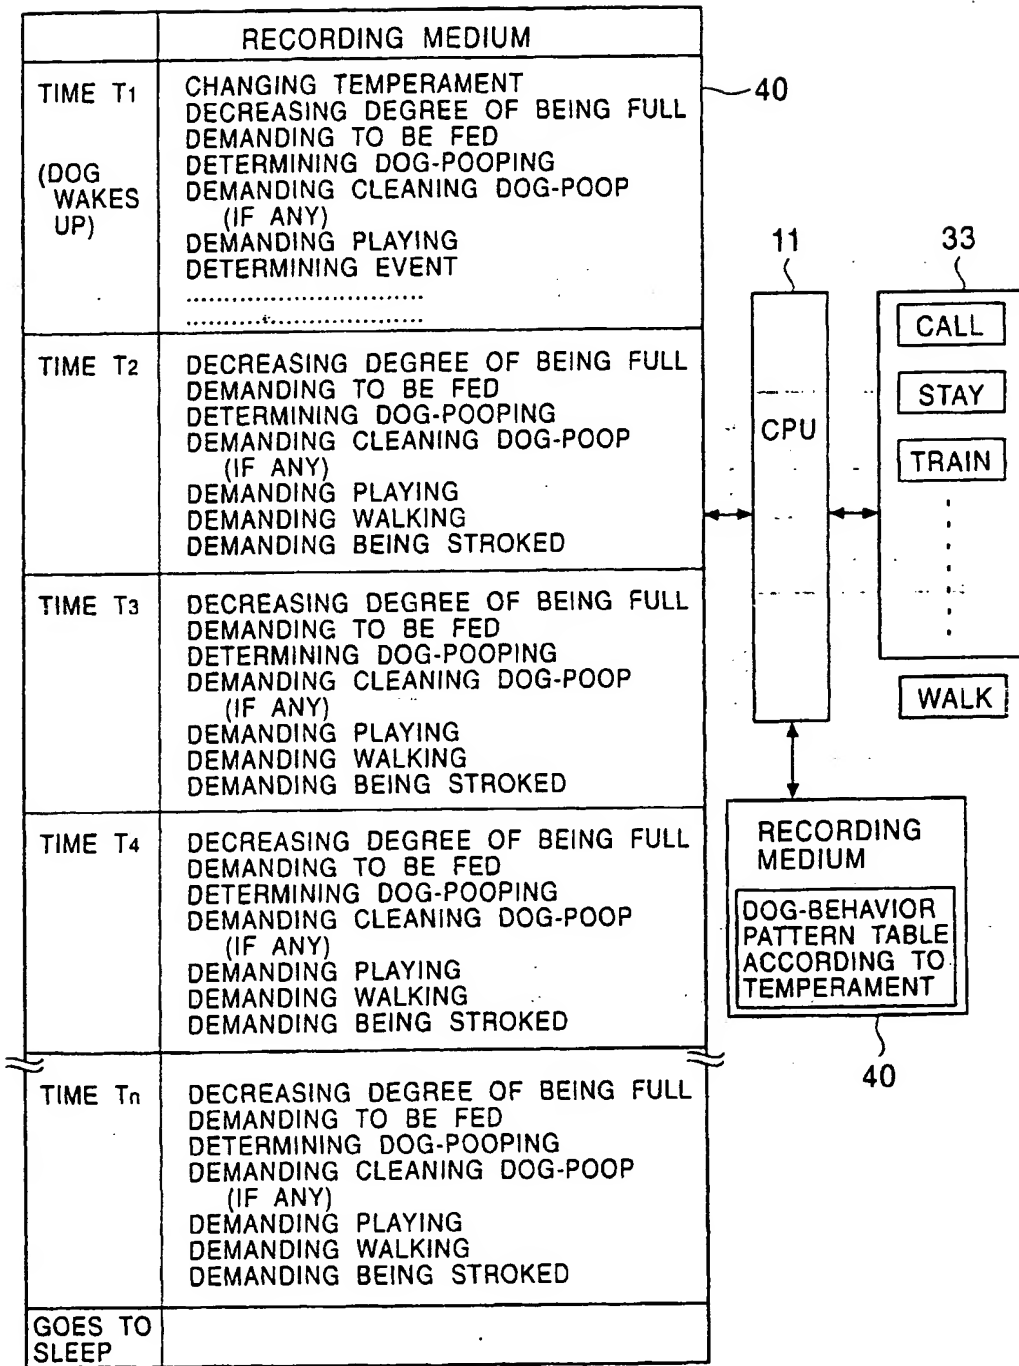 RECORDING MEDIUM
TIME T1
(DOG
WAKES
UP)
CHANGING TEMPERAMENT
DECREASING DEGREE OF BEING FULL
DEMANDING TO BE FED
DETERMINING DOG-POOPING
DEMANDING CLEANING DOG-POOP
(IF ANY)
DEMANDING PLAYING
DETERMINING EVENT
..............................
..............................
40
TIME T2
DECREASING DEGREE OF BEING FULL
DEMANDING TO BE FED
DETERMINING DOG-POOPING
DEMANDING CLEANING DOG-POOP
(IF ANY)
DEMANDING PLAYING
DEMANDING WALKING
DEMANDING BEING STROKED
TIME T3
DECREASING DEGREE OF BEING FULL
DEMANDING TO BE FED
DETERMINING DOG-POOPING
DEMANDING CLEANING DOG-POOP
(IF ANY)
DEMANDING PLAYING
DEMANDING WALKING
DEMANDING BEING STROKED
TIME T4
DECREASING DEGREE OF BEING FULL
DEMANDING TO BE FED
DETERMINING DOG-POOPING
DEMANDING CLEANING DOG-POOP
(IF ANY)
DEMANDING PLAYING
DEMANDING WALKING
DEMANDING BEING STROKED
TIME Tn
DECREASING DEGREE OF BEING FULL
DEMANDING TO BE FED
DETERMINING DOG-POOPING
DEMANDING CLEANING DOG-POOP
(IF ANY)
DEMANDING PLAYING
DEMANDING WALKING
DEMANDING BEING STROKED
GOES TO
SLEEP
11
CPU
33
CALL
STAY
TRAIN
WALK
RECORDING
MEDIUM
DOG-BEHAVIOR
PATTERN TABLE
ACCORDING TO
TEMPERAMENT
40